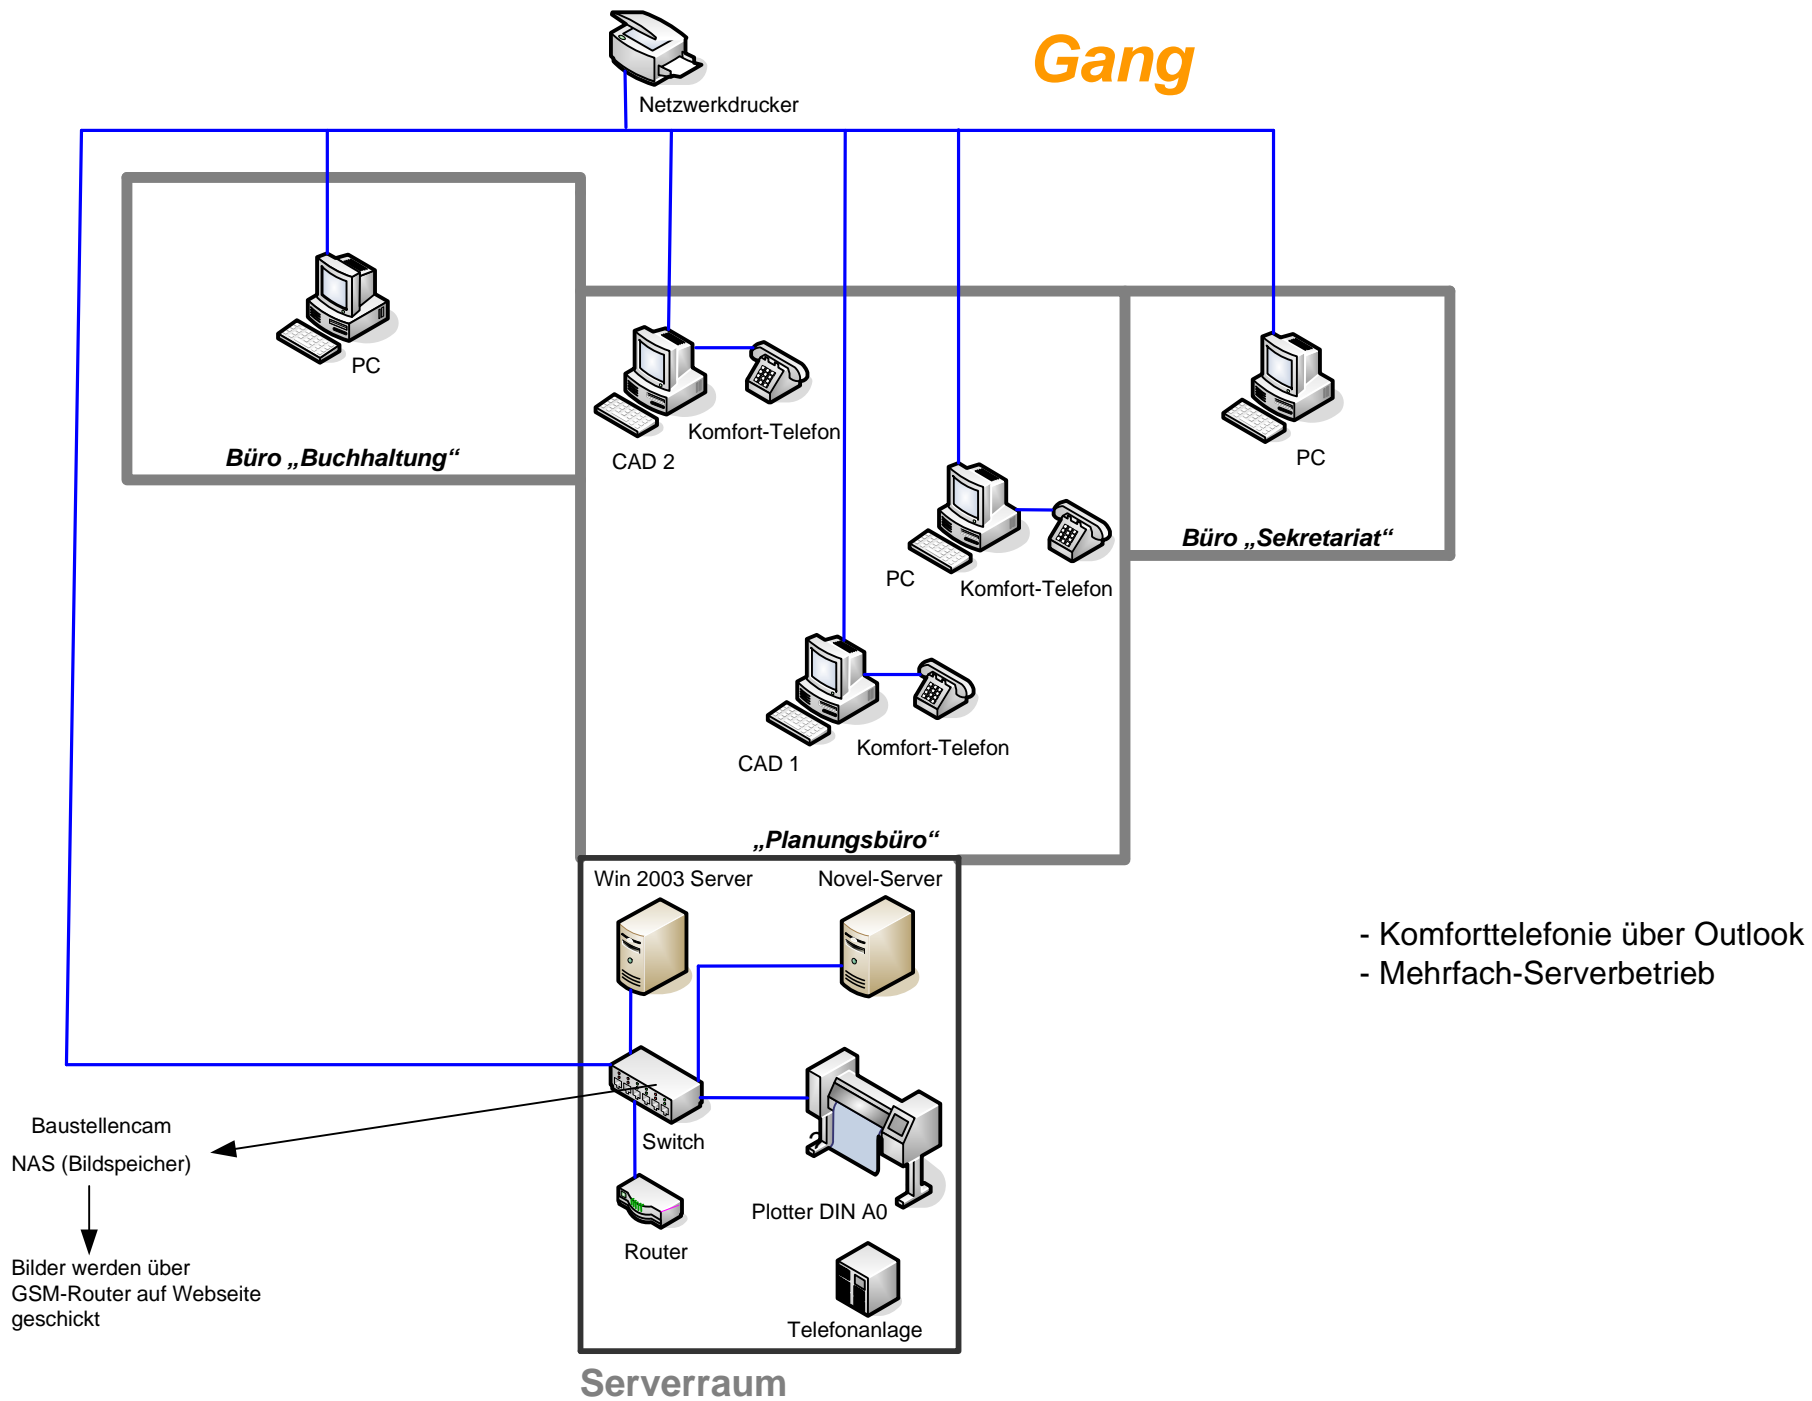 Gang
Netzwerkdrucker
PC
Büro „Buchhaltung“
Komfort-Telefon
CAD 2
PC
Büro „Sekretariat“
PC
Komfort-Telefon
Komfort-Telefon
CAD 1
„Planungsbüro“
Win 2003 Server
Novel-Server
- Komforttelefonie über Outlook
- Mehrfach-Serverbetrieb
Baustellencam
NAS (Bildspeicher)
Switch
Plotter DIN A0
Router
Bilder werden über
GSM-Router auf Webseite
geschickt
Telefonanlage
Serverraum